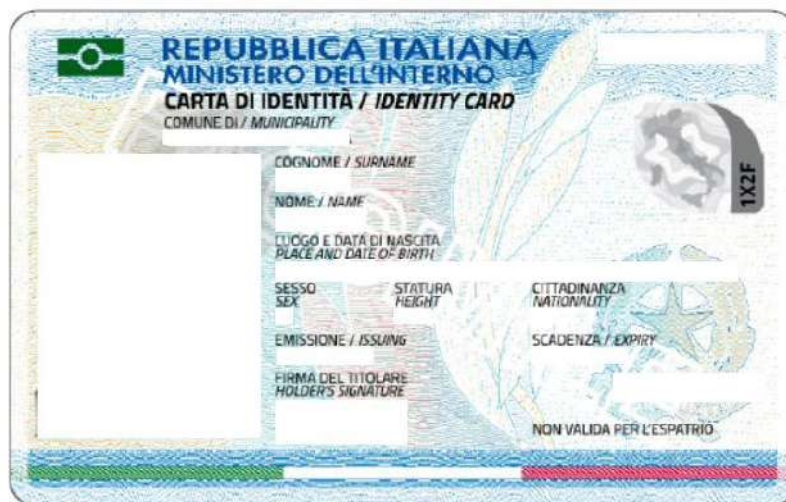 REPUBBLICA ITALIANA
MINISTERO DELL'INTERNO
CARTA DI IDENTITÀ / IDENTITY CARD
COMUNE DI / MUNICIPALITY
1X2F
COGNOME / SURNAME
NOME / NAME
LUOGO E DATA DI NASCITA
PLACE AND DATE OF BIRTH
SESSO STATURA CITTADINANZA
SEX HEIGHT NATIONALITY
EMISSIONE / ISSUING SCADENZA / EXPIRY
FIRMA DEL TITOLARE
HOLDER'S SIGNATURE
NON VALIDA PER L'ESPATRIO